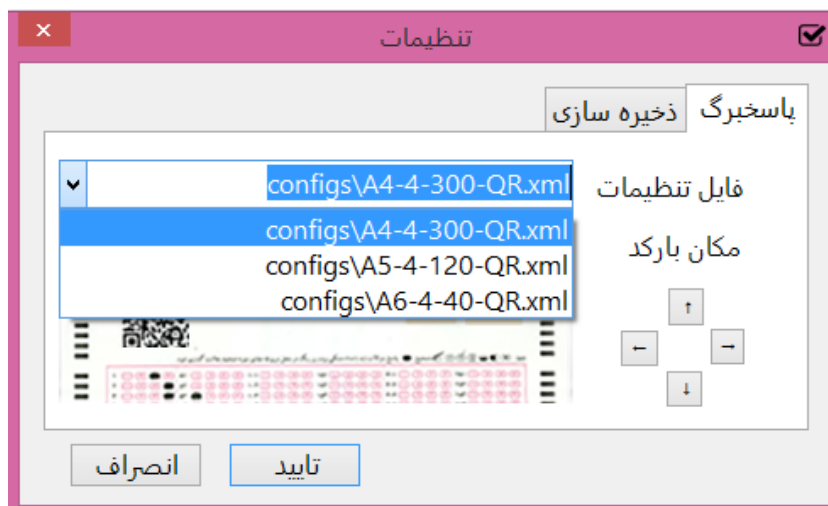 تنظیمات
پاسخبرگ
ذخیره سازی
فایل تنظیمات
configs\A4-4-300-QR.xml
configs\A4-4-300-QR.xml
configs\A5-4-120-QR.xml
configs\A6-4-40-QR.xml
مکان بارکد
تایید
انصراف